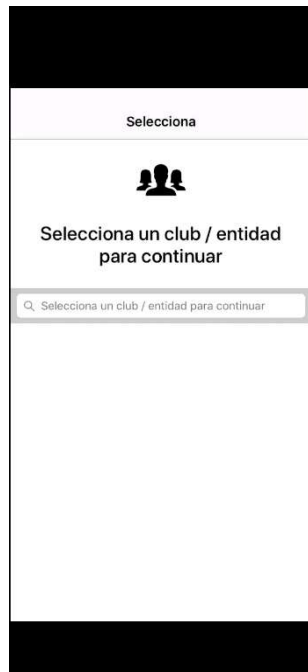 Selecciona
Selecciona un club / entidad
para continuar
Selecciona un club / entidad para continuar